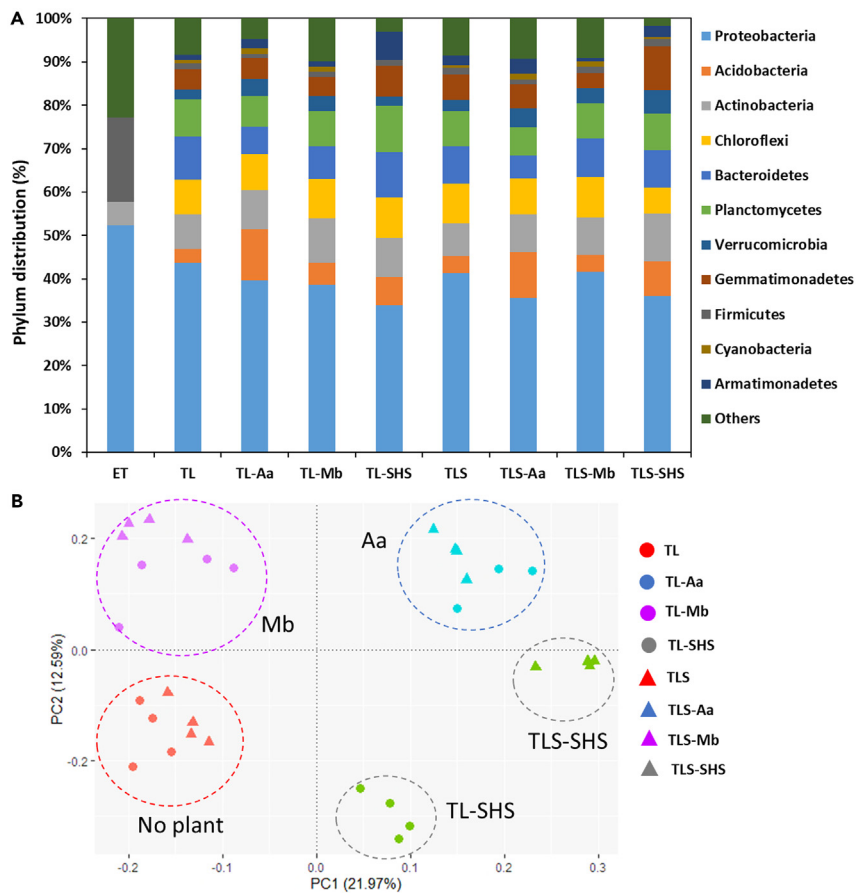 A
Phylum distribution (%)
100%
90%
80%
70%
60%
50%
40%
30%
20%
10%
0%
ET TL TL-Aa TL-Mb TL-SHS TLS TLS-Aa TLS-Mb TLS-SHS
Proteobacteria
Acidobacteria
Actinobacteria
Chloroflexi
Bacteroidetes
Planctomycetes
Verrucomicrobia
Gemmatimonadetes
Firmicutes
Cyanobacteria
Armatimonadetes
Others
B
PC2 (12.59%)
0.2
0.0
-0.2
Mb
Aa
No plant
TL-SHS
TLS-SHS
-0.2 -0.1 0.0 0.1 0.2 0.3
PC1 (21.97%)
TL
TL-Aa
TL-Mb
TL-SHS
TLS
TLS-Aa
TLS-Mb
TLS-SHS